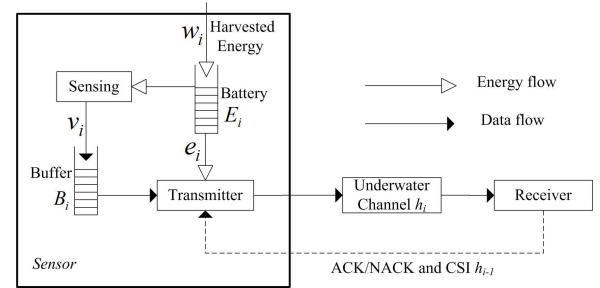 w_i
Harvested
Energy
Sensing
Battery
E_i
Energy flow
v_i
e_i
Data flow
Buffer
B_i
Transmitter
Underwater
Channel h_i
Receiver
Sensor
ACK/NACK and CSI h_{i-1}